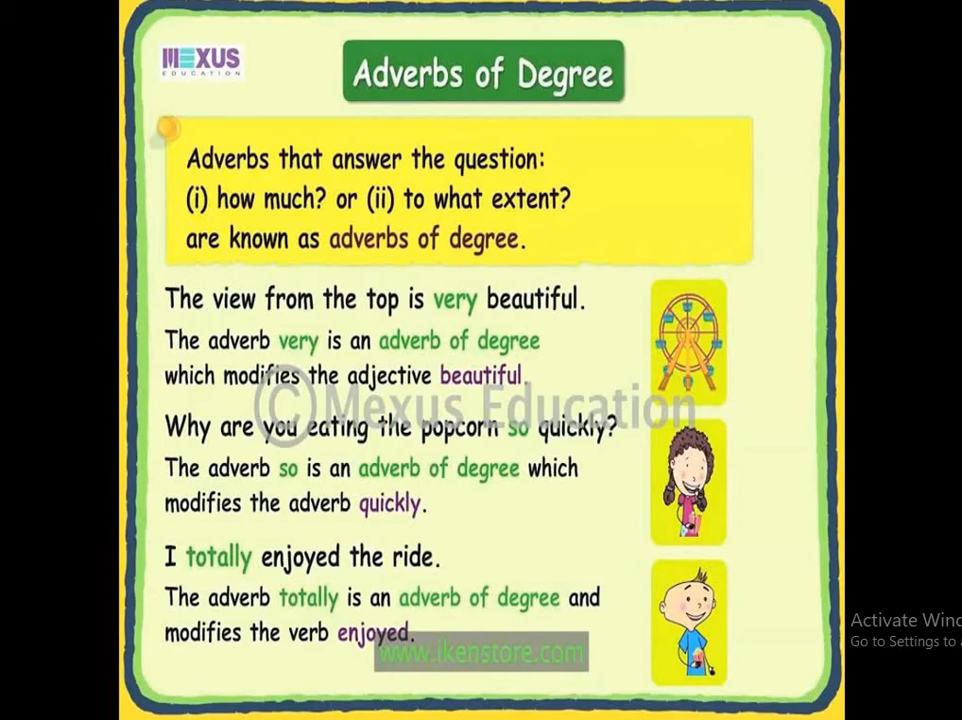 MEXUS
EDUCATION
Adverbs of Degree
Adverbs that answer the question:
(i) how much? or (ii) to what extent?
are known as adverbs of degree.
The view from the top is very beautiful.
The adverb very is an adverb of degree
which modifies the adjective beautiful.
©Mexus Education
Why are you eating the popcorn so quickly?
The adverb so is an adverb of degree which
modifies the adverb quickly.
I totally enjoyed the ride.
The adverb totally is an adverb of degree and
modifies the verb enjoyed.
www.ikenstore.com
Activate
Go to Settings to